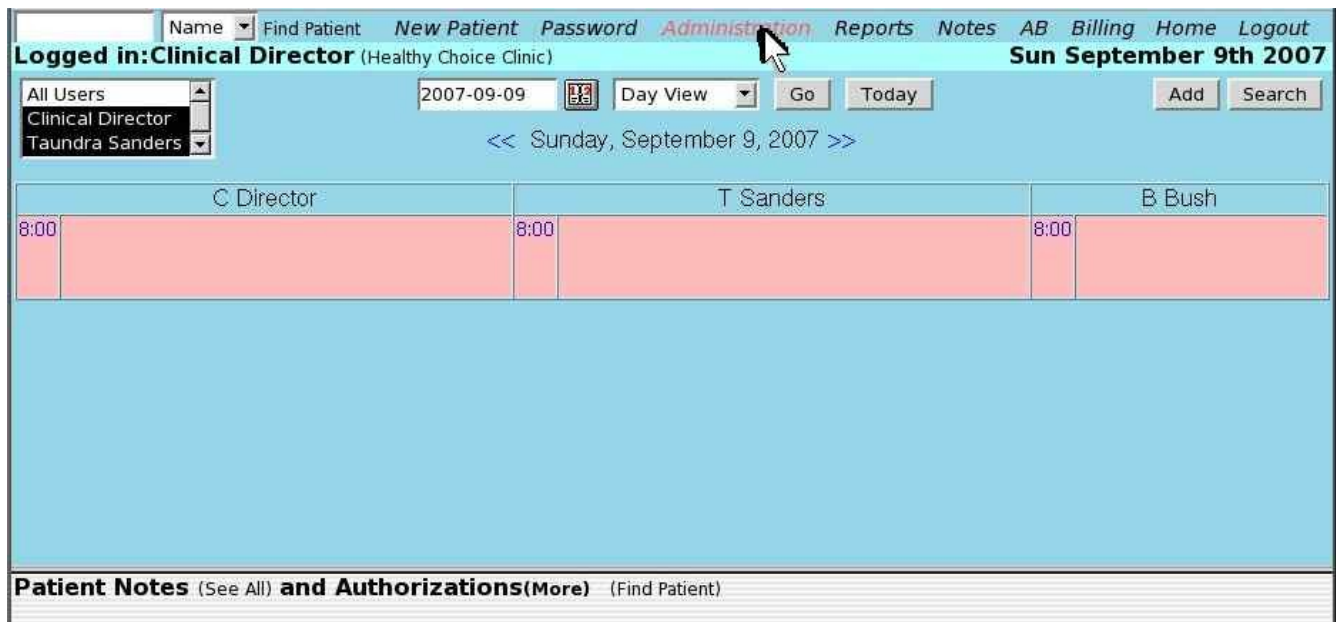 Name Find Patient New Patient Password Administration Reports Notes AB Billing Home Logout
Logged in:Clinical Director (Healthy Choice Clinic) Sun September 9th 2007
All Users 2007-09-09 Day View Go Today Add Search
Clinical Director
Taundra Sanders << Sunday, September 9, 2007 >>
C Director T Sanders B Bush
8:00 8:00 8:00
Patient Notes (See All) and Authorizations(More) (Find Patient)